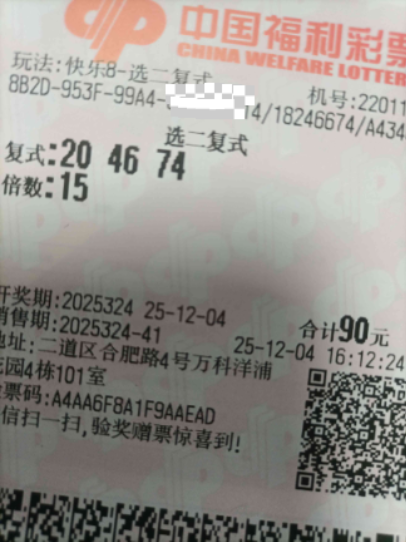 中国福利彩票
CHINA WELFARE LOTTER
玩法:快乐8-选二复式
8B2D-953F-99A4- 74/18246674/A434
机号:22011
选二复式
复式:20 46 74
倍数:15
开奖期:2025324 25-12-04
销售期:2025324-41 25-12-04 16:12:24
合计90元
地址:二道区合肥路4号万科洋浦
花园4栋101室
票码:A4AA6F8A1F9AAEAD
信扫一扫,验奖赠票惊喜到!